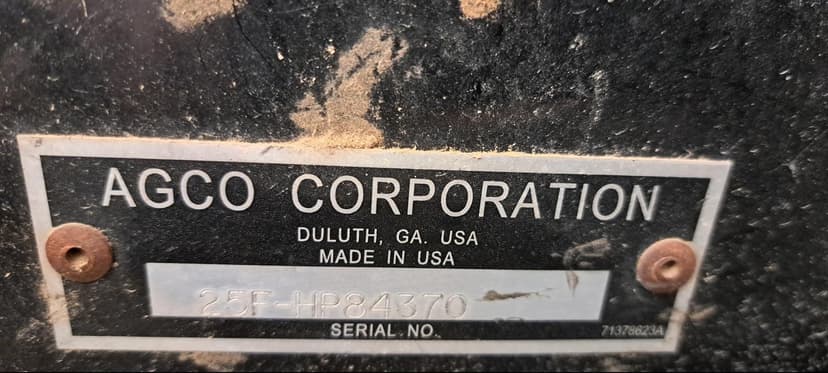 AGCO CORPORATION
DULUTH, GA. USA
MADE IN USA
25F-HP84370
SERIAL NO.
71378623A